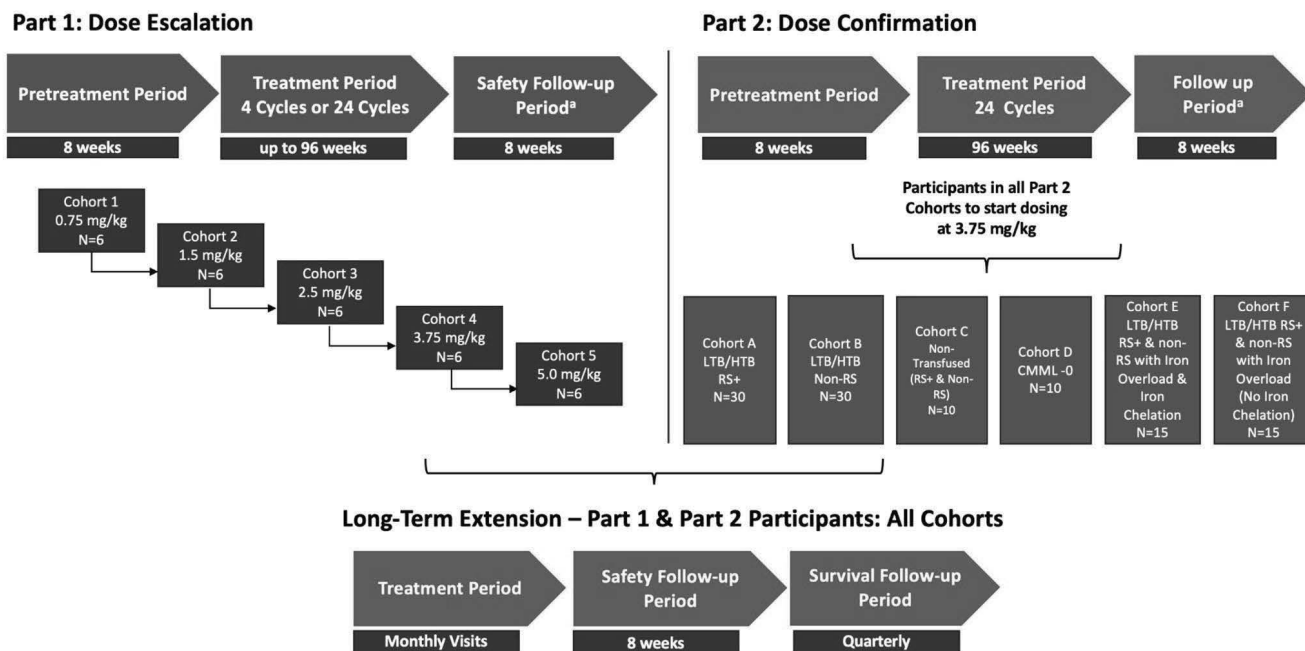 Part 1: Dose Escalation
Pretreatment Period
8 weeks
Treatment Period
4 Cycles or 24 Cycles
up to 96 weeks
Safety Follow-up
Periodᵃ
8 weeks
Cohort 1
0.75 mg/kg
N=6
Cohort 2
1.5 mg/kg
N=6
Cohort 3
2.5 mg/kg
N=6
Cohort 4
3.75 mg/kg
N=6
Cohort 5
5.0 mg/kg
N=6
Part 2: Dose Confirmation
Pretreatment Period
8 weeks
Treatment Period
24 Cycles
96 weeks
Follow up
Periodᵃ
8 weeks
Participants in all Part 2
Cohorts to start dosing
at 3.75 mg/kg
Cohort A
LTB/HTB
RS+
N=30
Cohort B
LTB/HTB
Non-RS
N=30
Cohort C
Non-
Transfused
(RS+ & Non-
RS)
N=10
Cohort D
CMML -0
N=10
Cohort E
LTB/HTB
RS+ & non-
RS with Iron
Overload &
Iron
Chelation
N=15
Cohort F
LTB/HTB RS+
& non-RS
with Iron
Overload
(No Iron
Chelation)
N=15
Long-Term Extension – Part 1 & Part 2 Participants: All Cohorts
Treatment Period
Monthly Visits
Safety Follow-up
Period
8 weeks
Survival Follow-up
Period
Quarterly